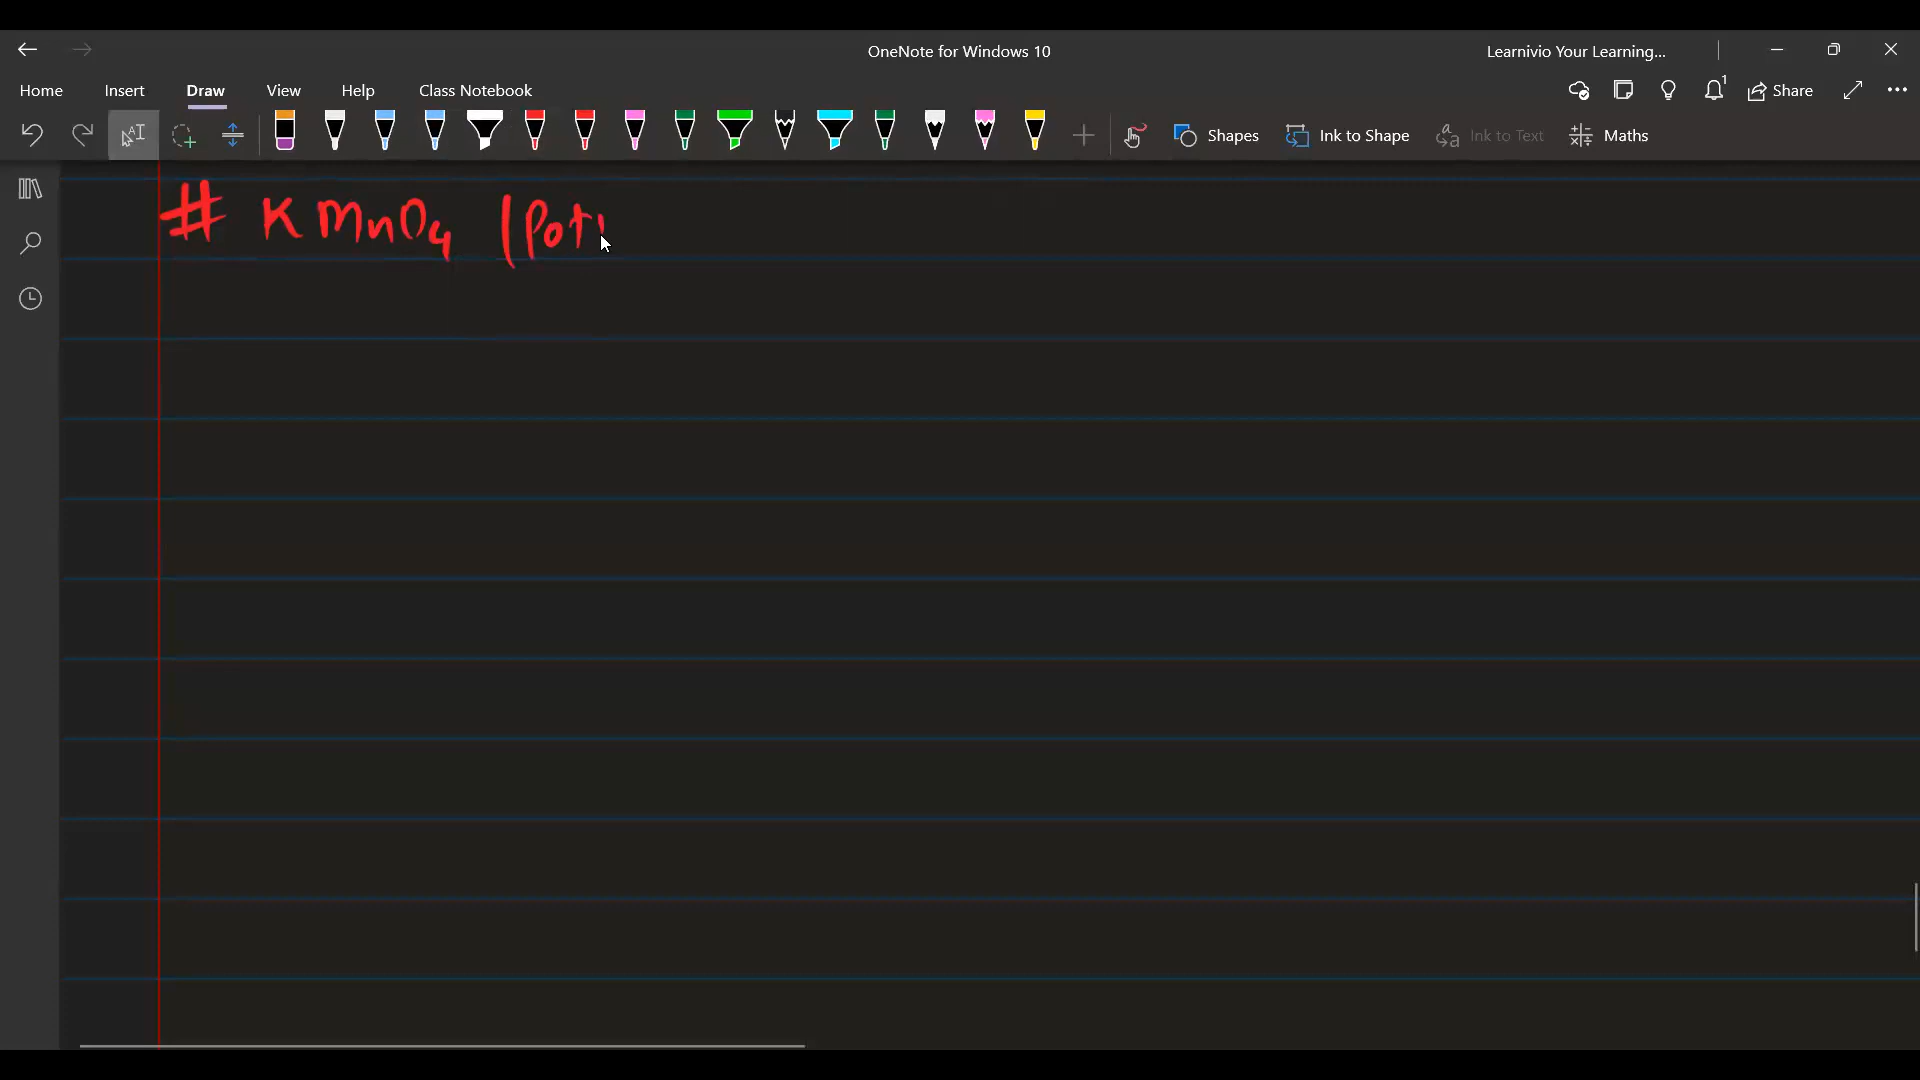 OneNote for Windows 10
Learnivio Your Learning...
Home Insert Draw View Help Class Notebook
1
Share
Shapes
Ink to Shape
Ink to Text
Maths
# KMnO4 (Pot